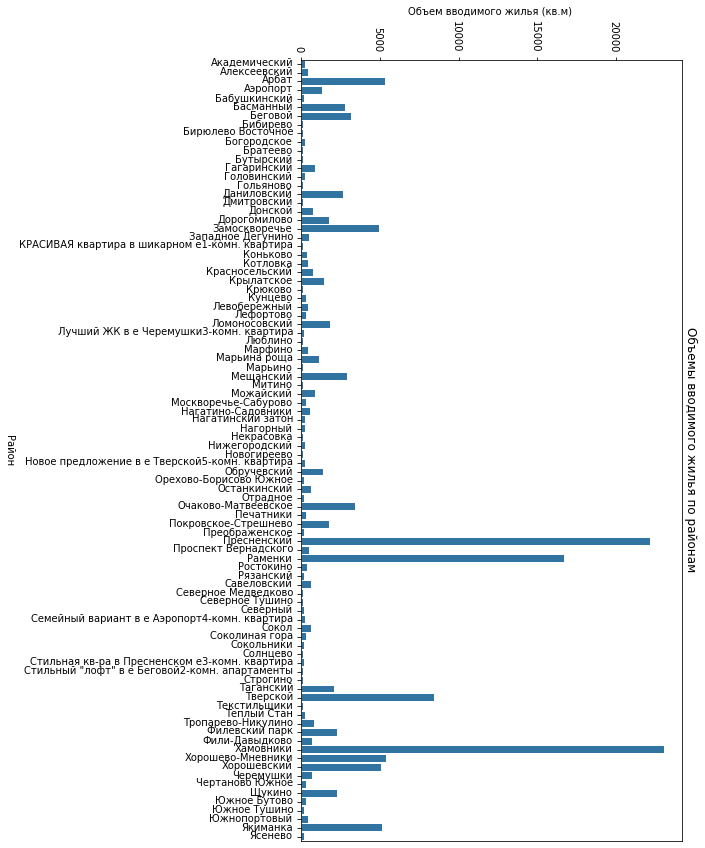 Объем вводимого жилья (кв.м)
0
5000
10000
15000
20000
Академический
Алексеевский
Арбат
Аэропорт
Бабушкинский
Басманный
Беговой
Бибирево
Бирюлево Восточное
Богородское
Братеево
Бутырский
Гагаринский
Головинский
Гольяново
Даниловский
Дмитровский
Донской
Дорогомилово
Замоскворечье
Западное Дегунино
КРАСИВАЯ квартира в шикарном е1-комн. квартира
Коньково
Котловка
Красносельский
Крылатское
Крюково
Кунцево
Левобережный
Лефортово
Ломоносовский
Лучший ЖК в е Черемушки3-комн. квартира
Люблино
Марфино
Марьина роща
Марьино
Мещанский
Митино
Можайский
Москворечье-Сабурово
Нагатино-Садовники
Нагатинский затон
Нагорный
Некрасовка
Нижегородский
Новогиреево
Новое предложение в е Тверской5-комн. квартира
Обручевский
Орехово-Борисово Южное
Останкинский
Отрадное
Очаково-Матвеевское
Печатники
Покровское-Стрешнево
Преображенское
Пресненский
Проспект Вернадского
Раменки
Ростокино
Рязанский
Савеловский
Северное Медведково
Северное Тушино
Северный
Семейный вариант в е Аэропорт4-комн. квартира
Сокол
Соколиная гора
Сокольники
Солнцево
Стильная кв-ра в Пресненском е3-комн. квартира
Стильный "лофт" в е Беговой2-комн. апартаменты
Строгино
Таганский
Тверской
Текстильщики
Теплый Стан
Тропарево-Никулино
Филевский парк
Фили-Давыдково
Хамовники
Хорошево-Мневники
Хорошевский
Черемушки
Чертаново Южное
Щукино
Южное Бутово
Южное Тушино
Южнопортовый
Якиманка
Ясенево
Район
Объемы вводимого жилья по районам